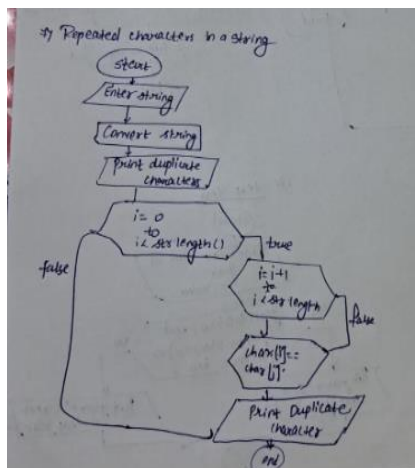 Repeated characters in a string
start
Enter string
Convert string
Print duplicate
characters
i = 0
to
i < str length()
true
false
i = i+1
to
i < str length
false
char[i] ==
char[j]
Print Duplicate
character
end